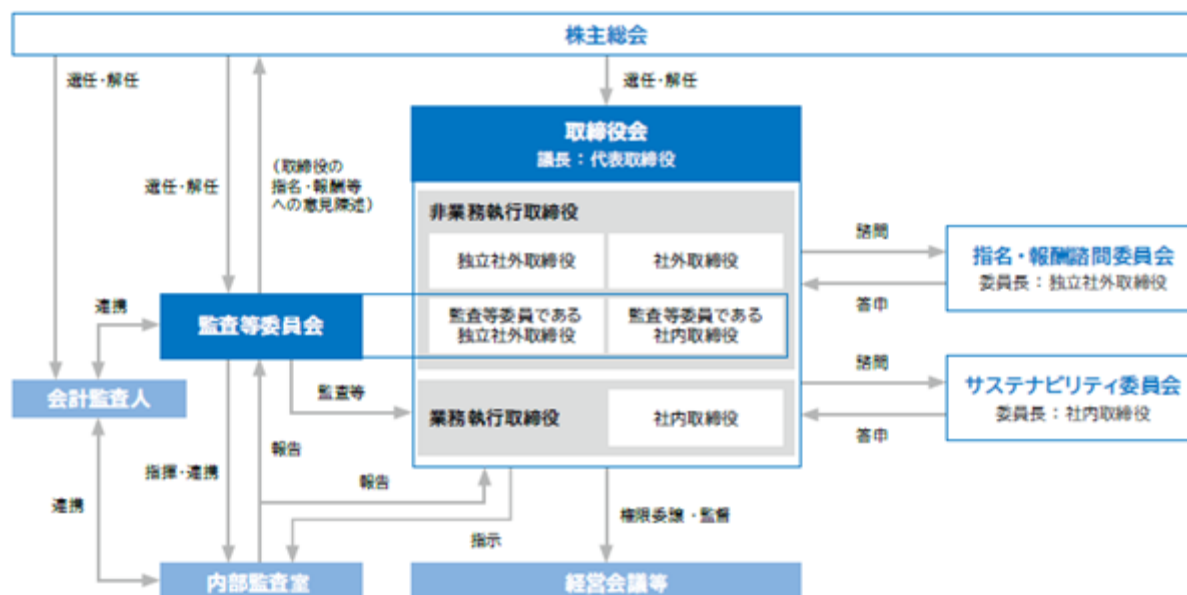 株主総会
選任・解任
選任・解任
選任・解任
(取締役の
指名・報酬等
への意見陳述)
取締役会
議長：代表取締役
非業務執行取締役
独立社外取締役
社外取締役
監査等委員である
独立社外取締役
監査等委員である
社内取締役
業務執行取締役
社内取締役
諮問
答申
指名・報酬諮問委員会
委員長：独立社外取締役
諮問
答申
サステナビリティ委員会
委員長：社内取締役
連携
監査等委員会
会計監査人
監査等
報告
指揮・連携
報告
連携
指示
権限委譲・監督
内部監査室
経営会議等